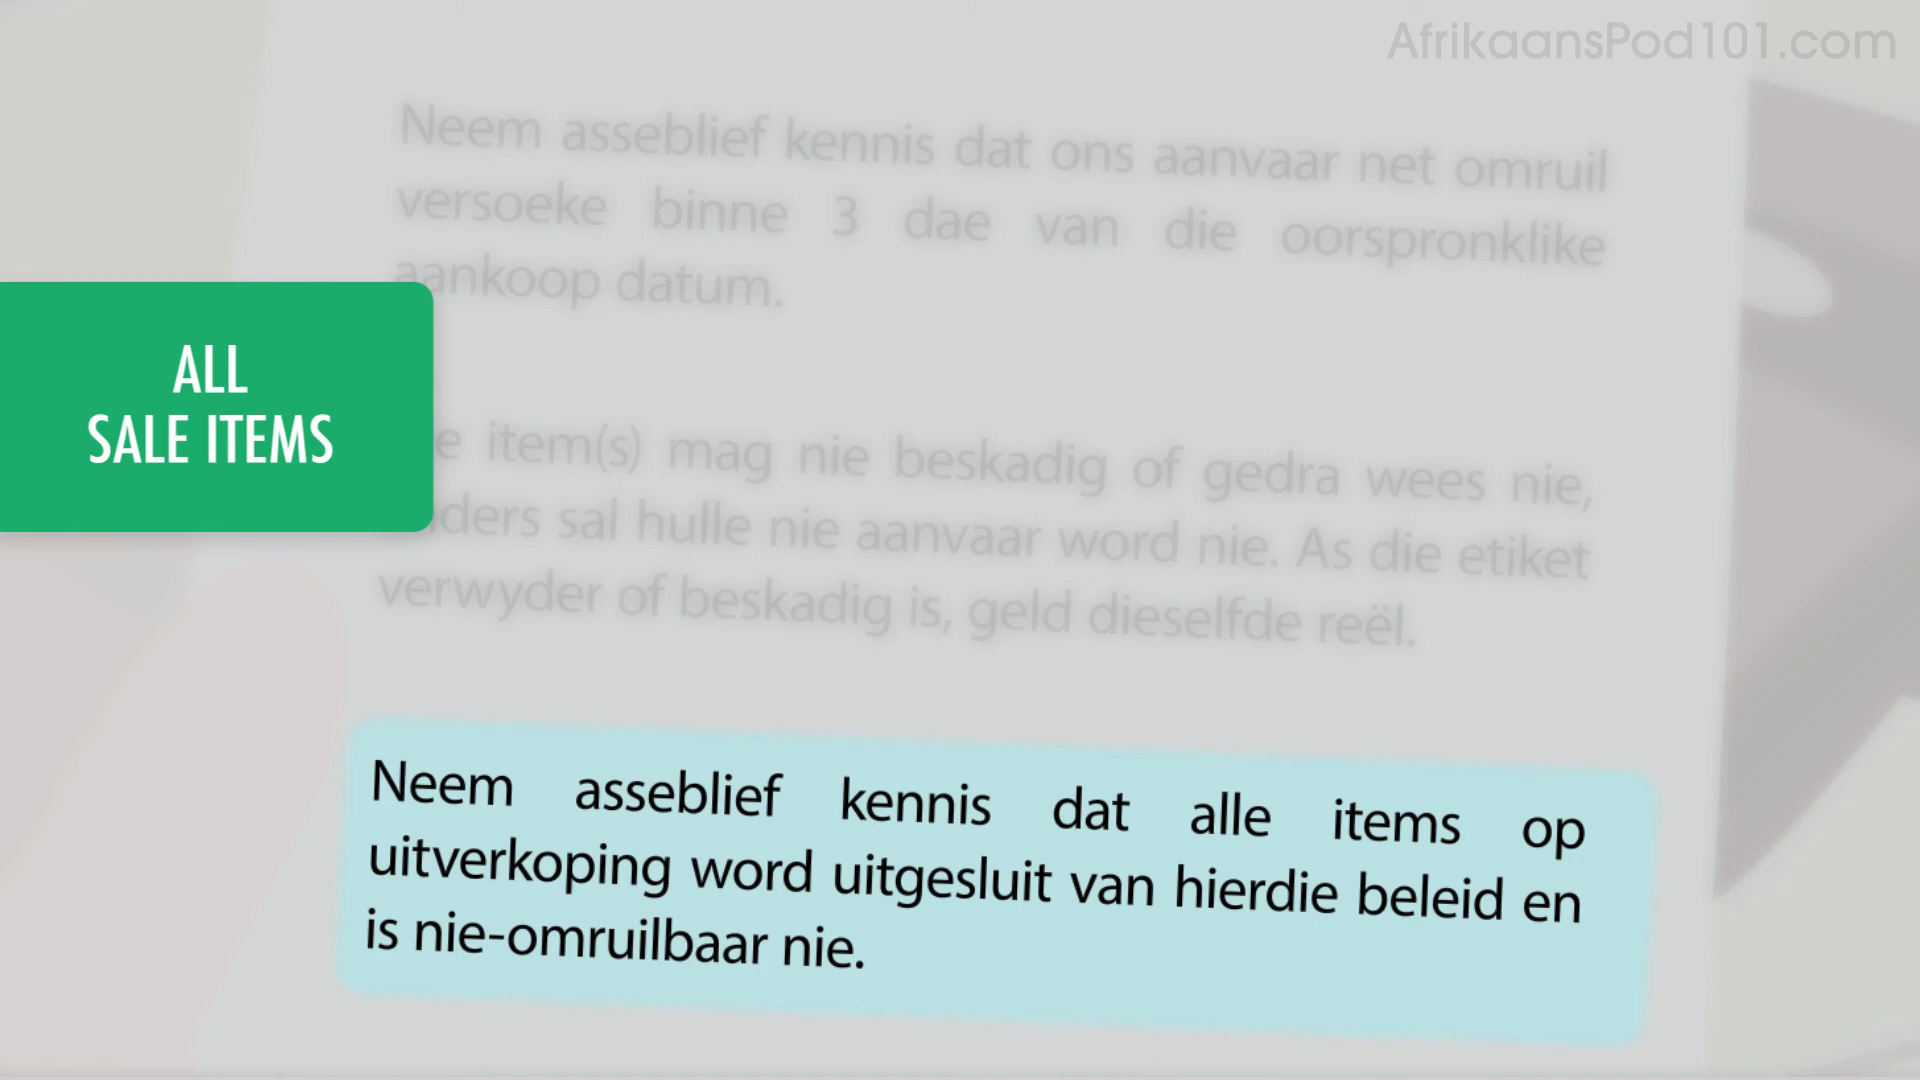 AfrikaansPod101.com
Neem asseblief kennis dat ons aanvaar net omruil
versoeke binne 3 dae van die oorspronklike
aankoop datum.
ALL
SALE ITEMS
item(s) mag nie beskadig of gedra wees nie,
sal hulle nie aanvaar word nie. As die etiket
verwyder of beskadig is, geld dieselfde reël.
Neem asseblief kennis dat alle items op
uitverkoping word uitgesluit van hierdie beleid en
is nie-omruilbaar nie.